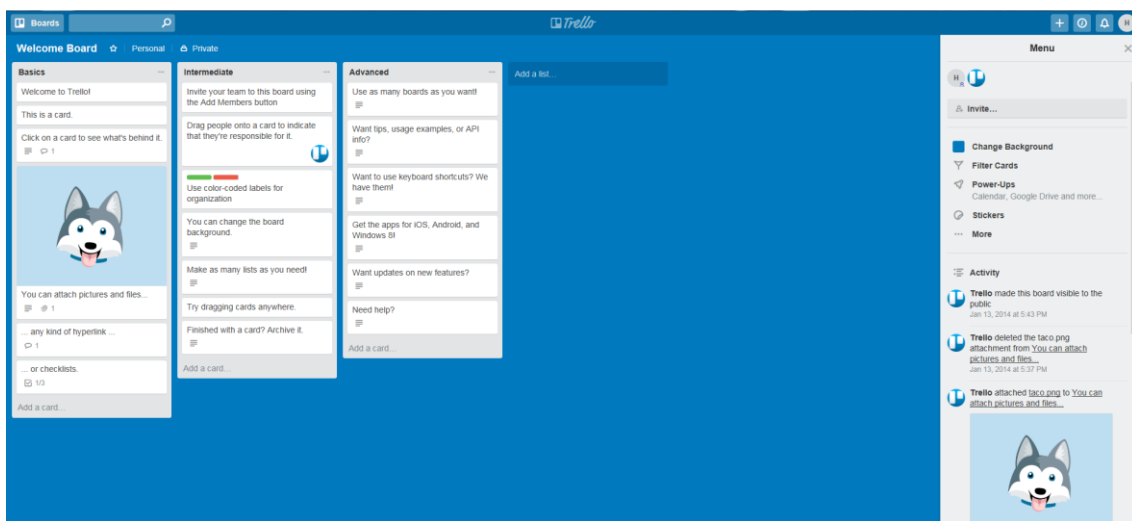 Boards
Trello
H
Welcome Board
Personal
Private
Basics
Welcome to Trello!
This is a card.
Click on a card to see what's behind it.
1
You can attach pictures and files...
1
... any kind of hyperlink ...
1
... or checklists.
1/3
Add a card...
Intermediate
Invite your team to this board using
the Add Members button
Drag people onto a card to indicate
that they're responsible for it.
Use color-coded labels for
organization
You can change the board
background.
Make as many lists as you need!
Try dragging cards anywhere.
Finished with a card? Archive it.
Add a card...
Advanced
Use as many boards as you want!
Want tips, usage examples, or API
info?
Want to use keyboard shortcuts? We
have them!
Get the apps for iOS, Android, and
Windows 8!
Want updates on new features?
Need help?
Add a card...
Add a list...
Menu
H
Invite...
Change Background
Filter Cards
Power-Ups
Calendar, Google Drive and more...
Stickers
More
Activity
Trello made this board visible to the
public
Jan 13, 2014 at 5:43 PM
Trello deleted the taco.png
attachment from You can attach
pictures and files...
Jan 13, 2014 at 5:37 PM
Trello attached taco.png to You can
attach pictures and files...